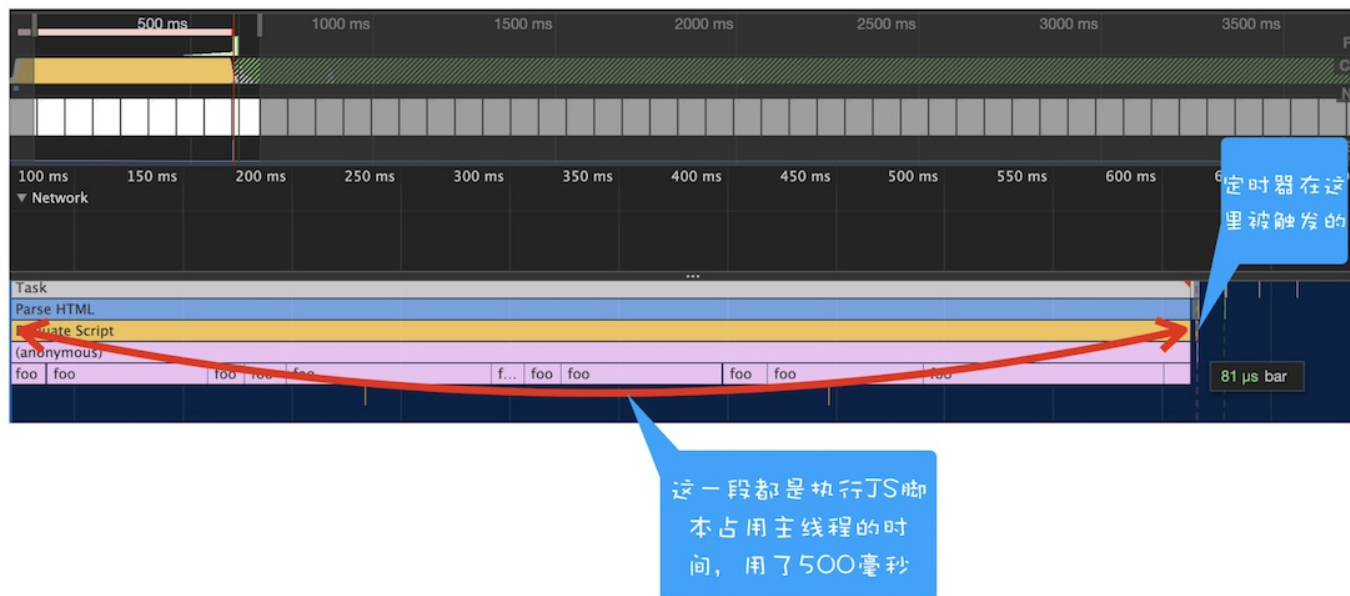 500 ms 1000 ms 1500 ms 2000 ms 2500 ms 3000 ms 3500 ms
F
C
N
100 ms 150 ms 200 ms 250 ms 300 ms 350 ms 400 ms 450 ms 500 ms 550 ms 600 ms 6
Network
定时器在这
里被触发的
...
Task
Parse HTML
Script
(anonymous)
foo foo foo foo foo f... foo foo foo foo foo
81 μs bar
这一段都是执行JS脚
本占用主线程的时
间，用了500毫秒